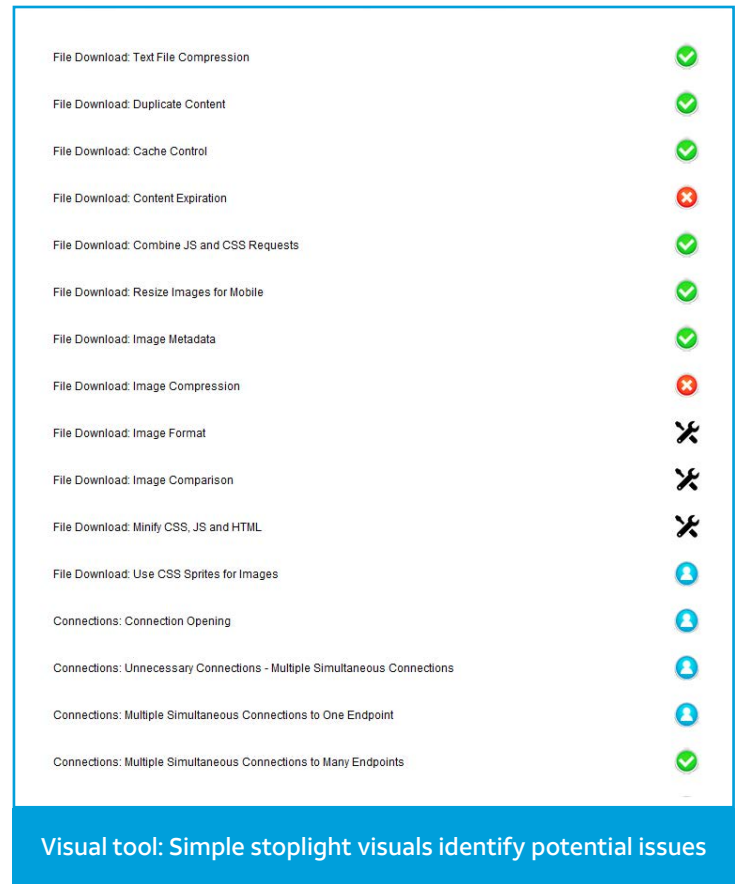 File Download: Text File Compression
File Download: Duplicate Content
File Download: Cache Control
File Download: Content Expiration
File Download: Combine JS and CSS Requests
File Download: Resize Images for Mobile
File Download: Image Metadata
File Download: Image Compression
File Download: Image Format
File Download: Image Comparison
File Download: Minify CSS, JS and HTML
File Download: Use CSS Sprites for Images
Connections: Connection Opening
Connections: Unnecessary Connections - Multiple Simultaneous Connections
Connections: Multiple Simultaneous Connections to One Endpoint
Connections: Multiple Simultaneous Connections to Many Endpoints
Visual tool: Simple stoplight visuals identify potential issues